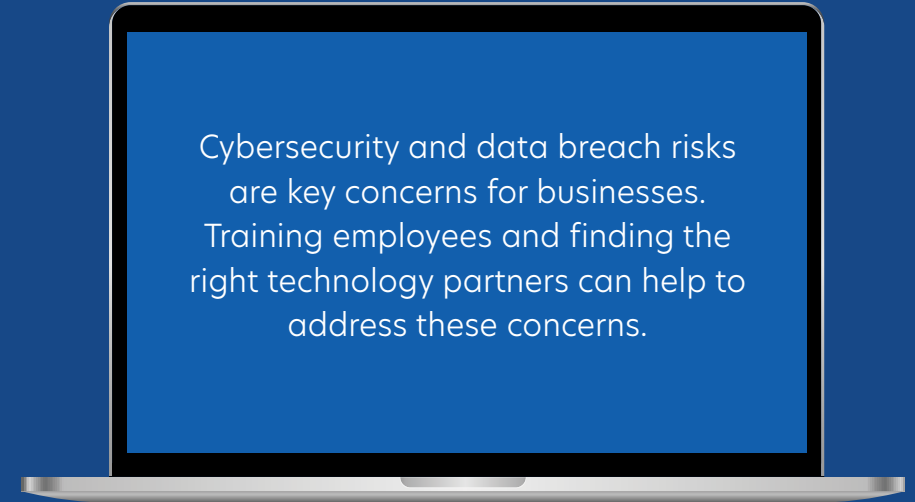 Cybersecurity and data breach risks
are key concerns for businesses.
Training employees and finding the
right technology partners can help to
address these concerns.